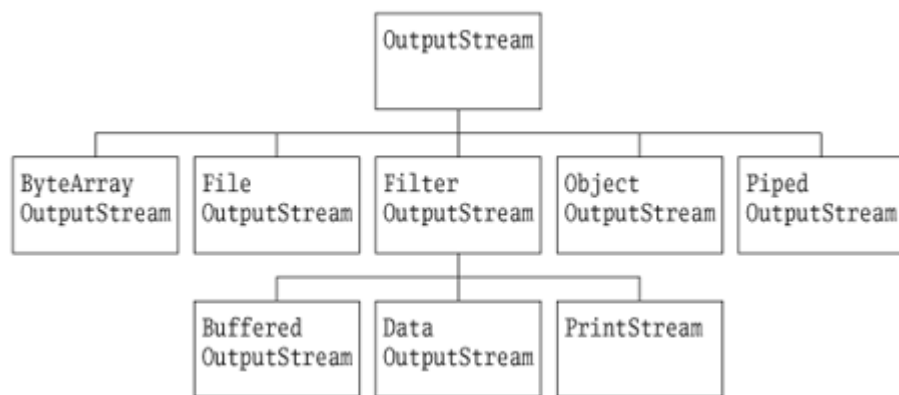 OutputStream
ByteArray
OutputStream
File
OutputStream
Filter
OutputStream
Object
OutputStream
Piped
OutputStream
Buffered
OutputStream
Data
OutputStream
PrintStream